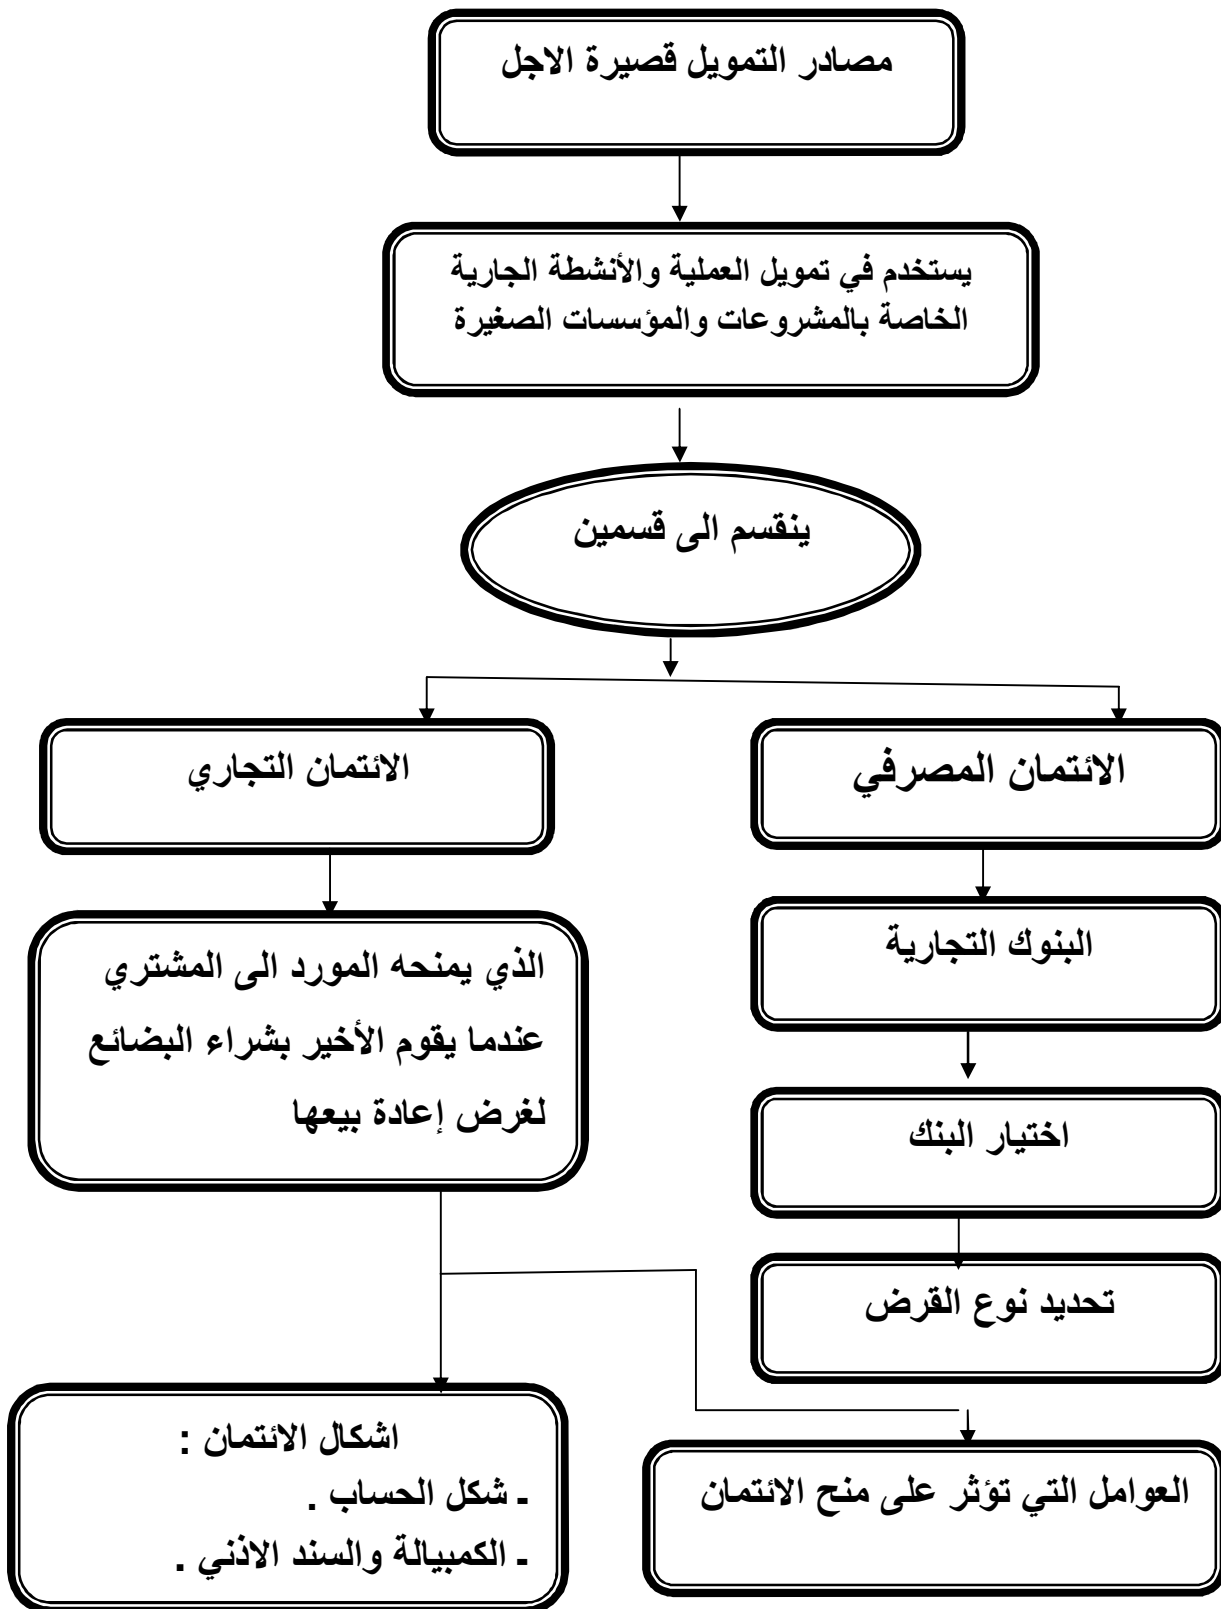 مصادر التمويل قصيرة الاجل
يستخدم في تمويل العملية والأنشطة الجارية
الخاصة بالمشروعات والمؤسسات الصغيرة
ينقسم الى قسمين
الائتمان المصرفي
الائتمان التجاري
البنوك التجارية
الذي يمنحه المورد الى المشتري
عندما يقوم الأخير بشراء البضائع
لغرض إعادة بيعها
اختيار البنك
تحديد نوع القرض
العوامل التي تؤثر على منح الائتمان
اشكال الائتمان :
- شكل الحساب .
- الكمبيالة والسند الاذني .